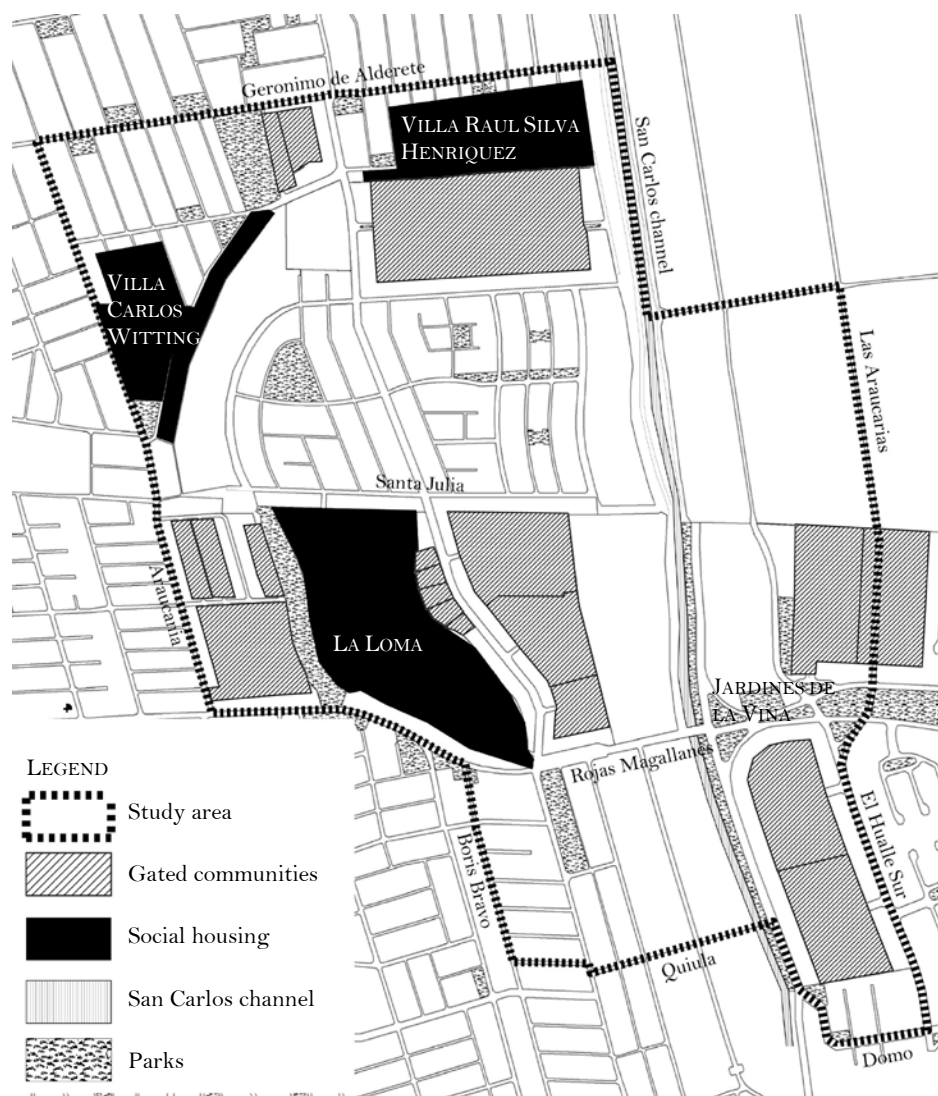 Geronimo de Alderete
VILLA RAUL SILVA
HENRIQUEZ
San Carlos channel
VILLA
CARLOS
WITTING
Las Araucarias
Santa Julia
Araucaria
LA LOMA
JARDINES DE
LA VINA
Rojas Magallanes
El Hualle Sur
Boris Bravo
Quiula
Domo
LEGEND
Study area
Gated communities
Social housing
San Carlos channel
Parks